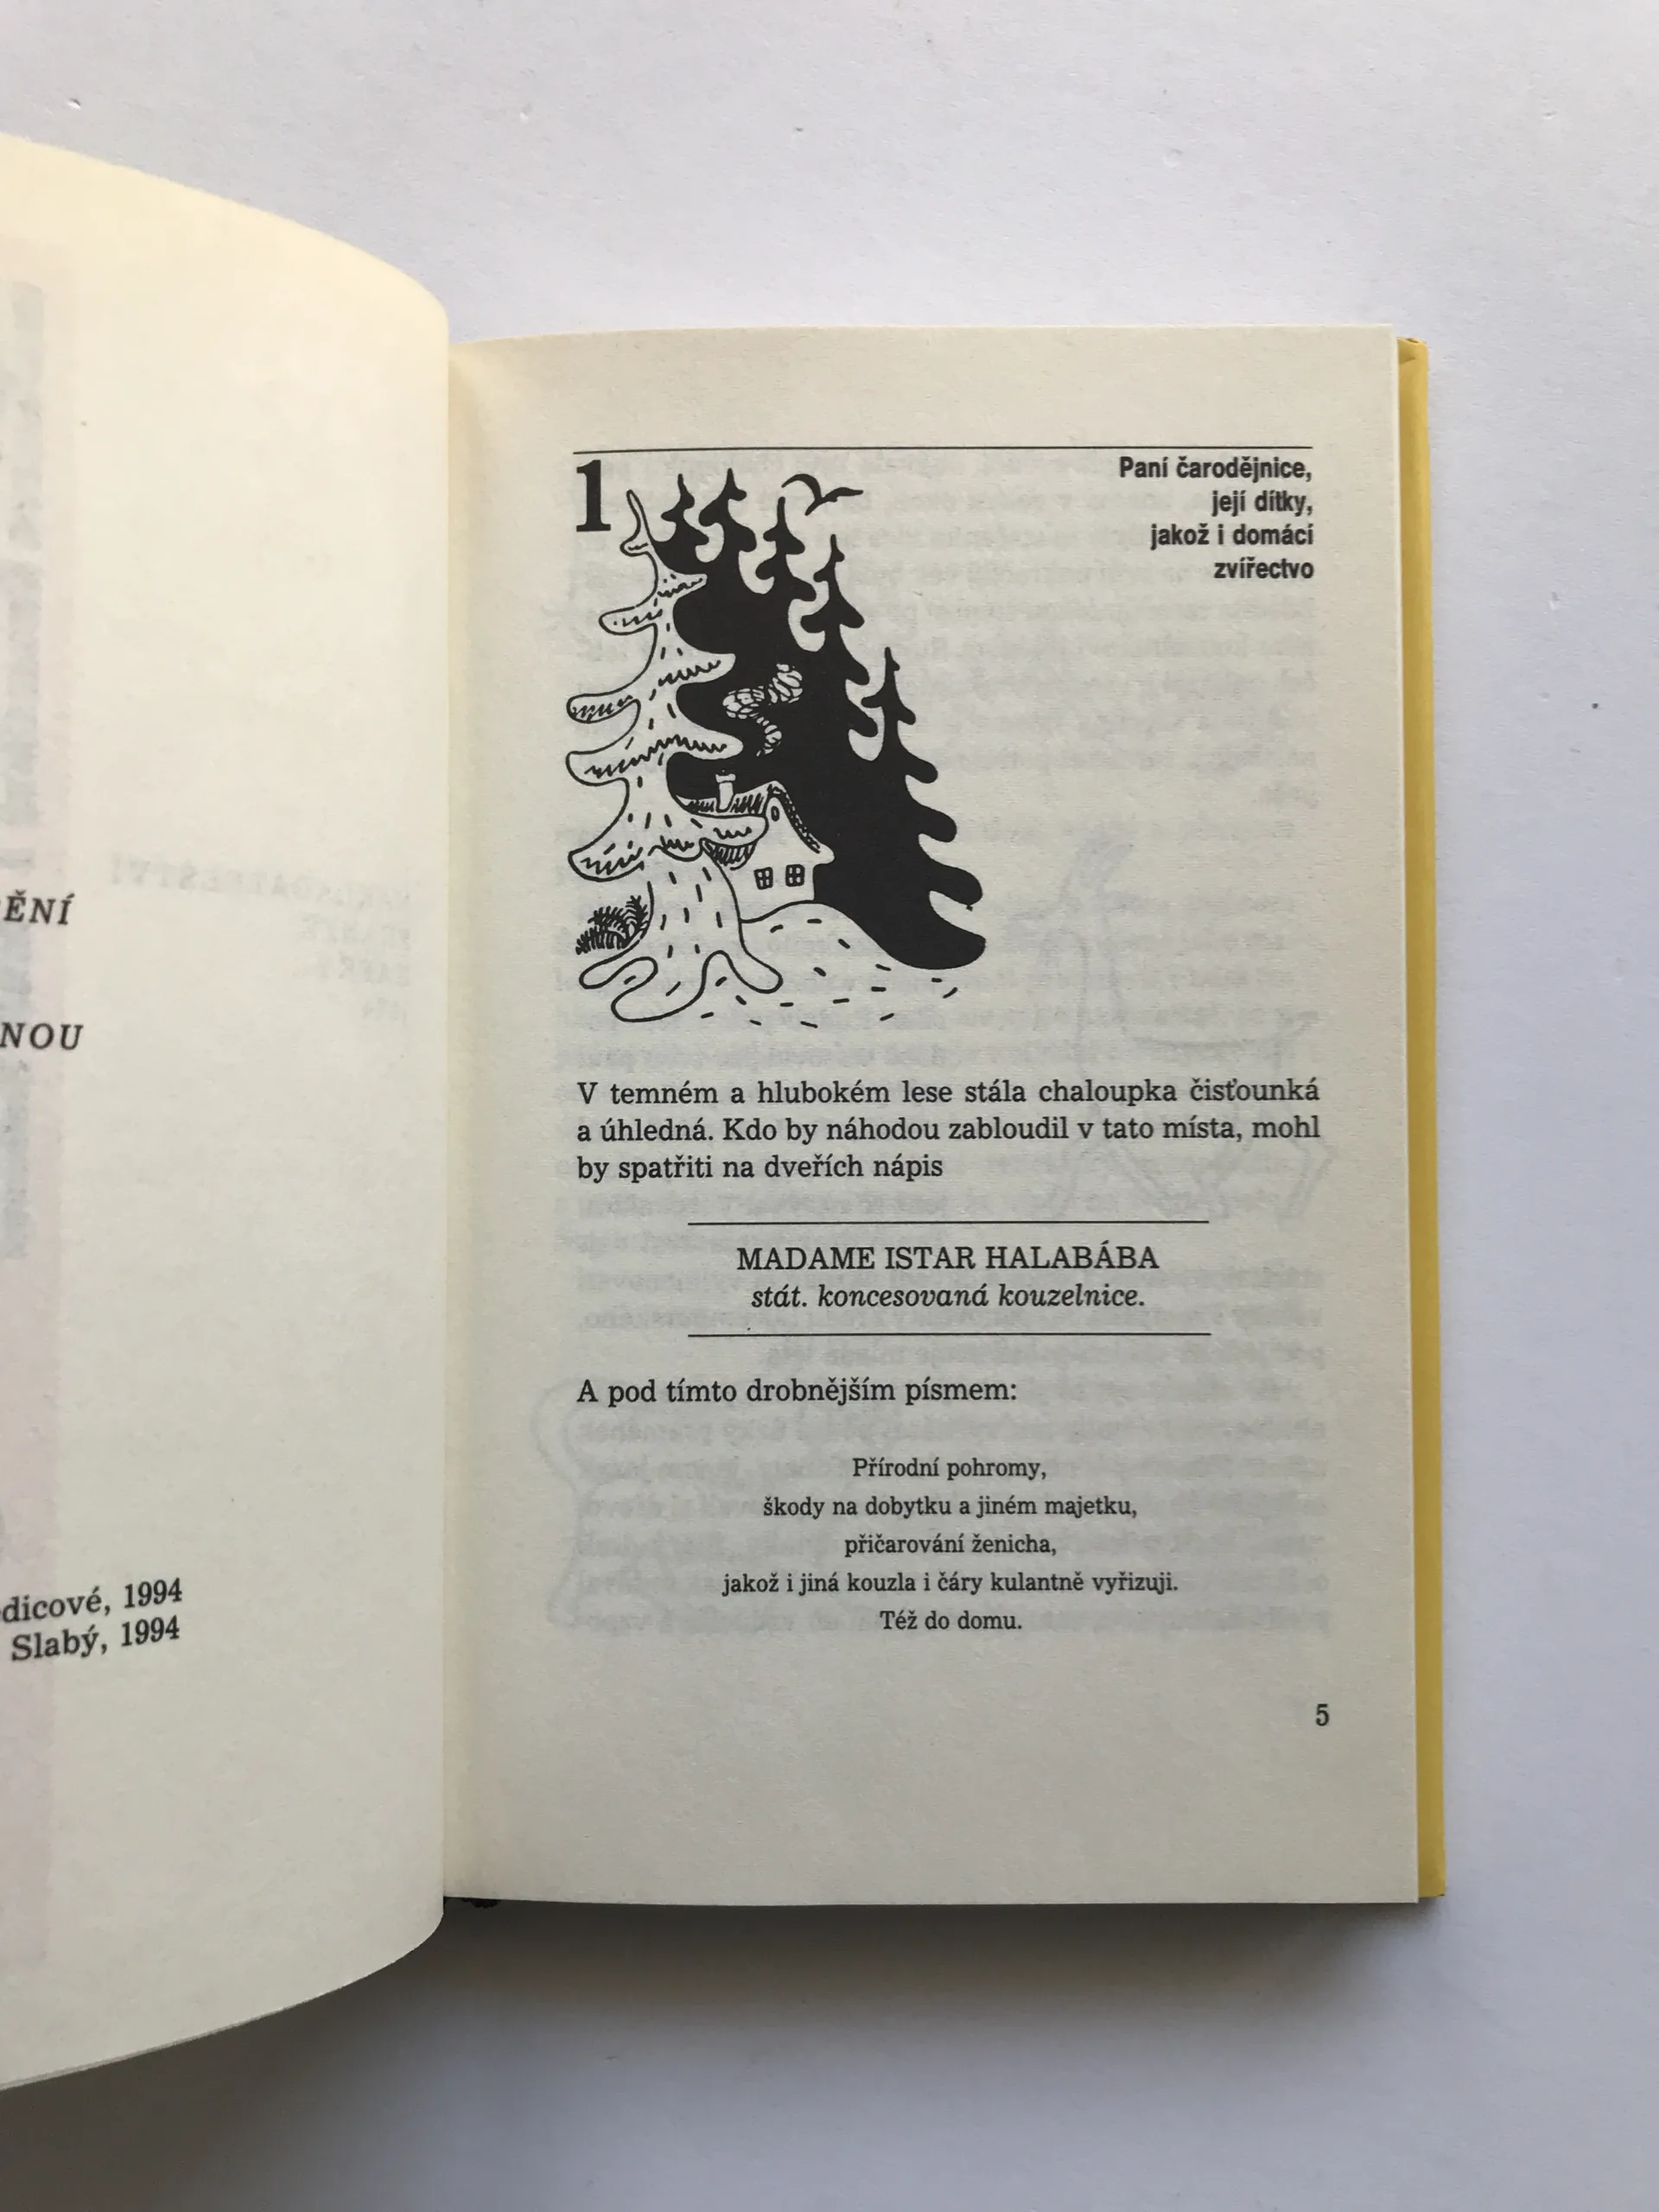 ĚNÍ
NOU
dicové, 1994
Slabý, 1994
1
Paní čarodějnice,
její dítky,
jakož i domácí
zvířectvo
V temném a hlubokém lese stála chaloupka čisťounká
a úhledná. Kdo by náhodou zabloudil v tato místa, mohl
by spatřiti na dveřích nápis
MADAME ISTAR HALABÁBA
stát. koncesovaná kouzelnice.
A pod tímto drobnějším písmem:
Přírodní pohromy,
škody na dobytku a jiném majetku,
přičarování ženicha,
jakož i jiná kouzla i čáry kulantně vyřizuji.
Též do domu.
5